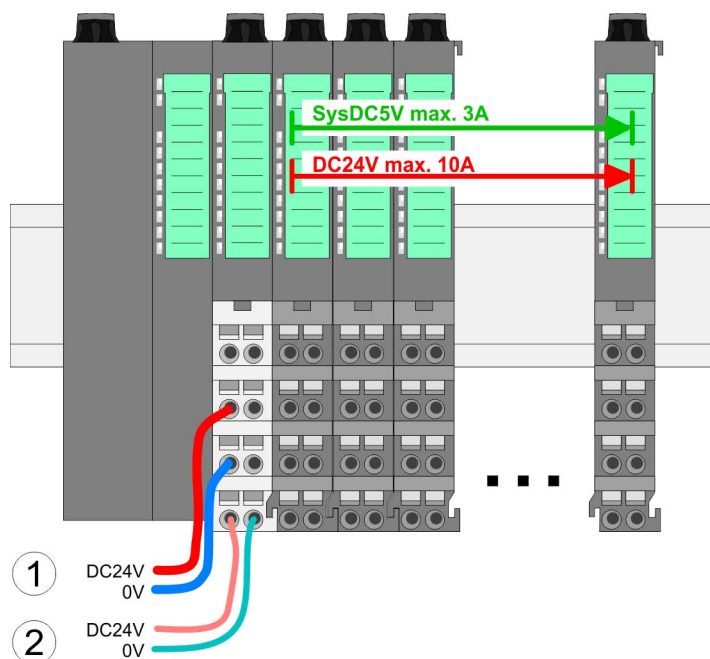 SysDC5V max. 3A
DC24V max. 10A
1 DC24V
0V
2 DC24V
0V